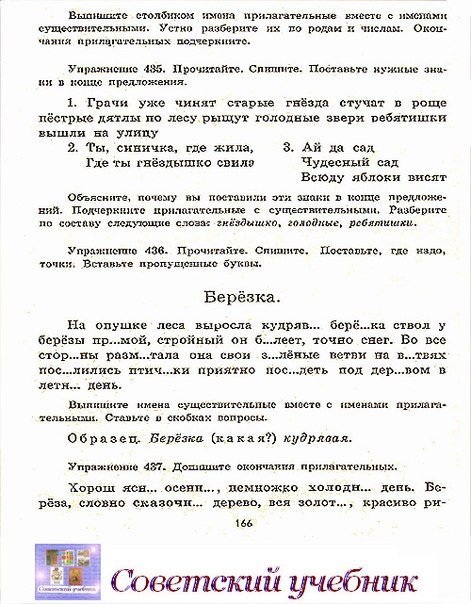 Выпишите столбиком имена прилагательные вместе с именами
существительными. Устно разберите их по родам и числам. Окон-
чания прилагательных подчеркните.
Упражнение 435. Прочитайте. Спишите. Поставьте нужные зна-
ки в конце предложения.
1. Грачи уже чинят старые гнёзда стучат в роще
пёстрые дятлы по лесу рыщут голодные звери ребятишки
вышли на улицу
2. Ты, синичка, где жила,
Где ты гнёздышко свила
3. Ай да сад
Чудесный сад
Всюду яблоки висят
Объясните, почему вы поставили эти знаки в конце предложе-
ний. Подчеркните прилагательные с существительными. Разберите
по составу следующие слова: гнёздышко, голодные, ребятишки.
Упражнение 436. Прочитайте. Спишите. Поставьте, где надо,
точки. Вставьте пропущенные буквы.
Берёзка.
На опушке леса выросла кудряв... берё...ка ствол у
берёзы пр...мой, стройный он б...леет, точно снег. Во все
стор...ны разм...тала она свои з...лёные ветви на в...твях
пос...лились птич...ки приятно пос...деть под дер...вом в
летн... день.
Выпишите имена существительные вместе с именами прилага-
тельными. Ставьте в скобках вопросы.
Образец. Берёзка (какая?) кудрявая.
Упражнение 437. Допишите окончания прилагательных.
Хорош ясн... осенн..., немножко холодн... день. Бе-
рёза, словно сказочн... дерево, вся золот..., красиво ри-
166
Советский учебник
Советский учебник